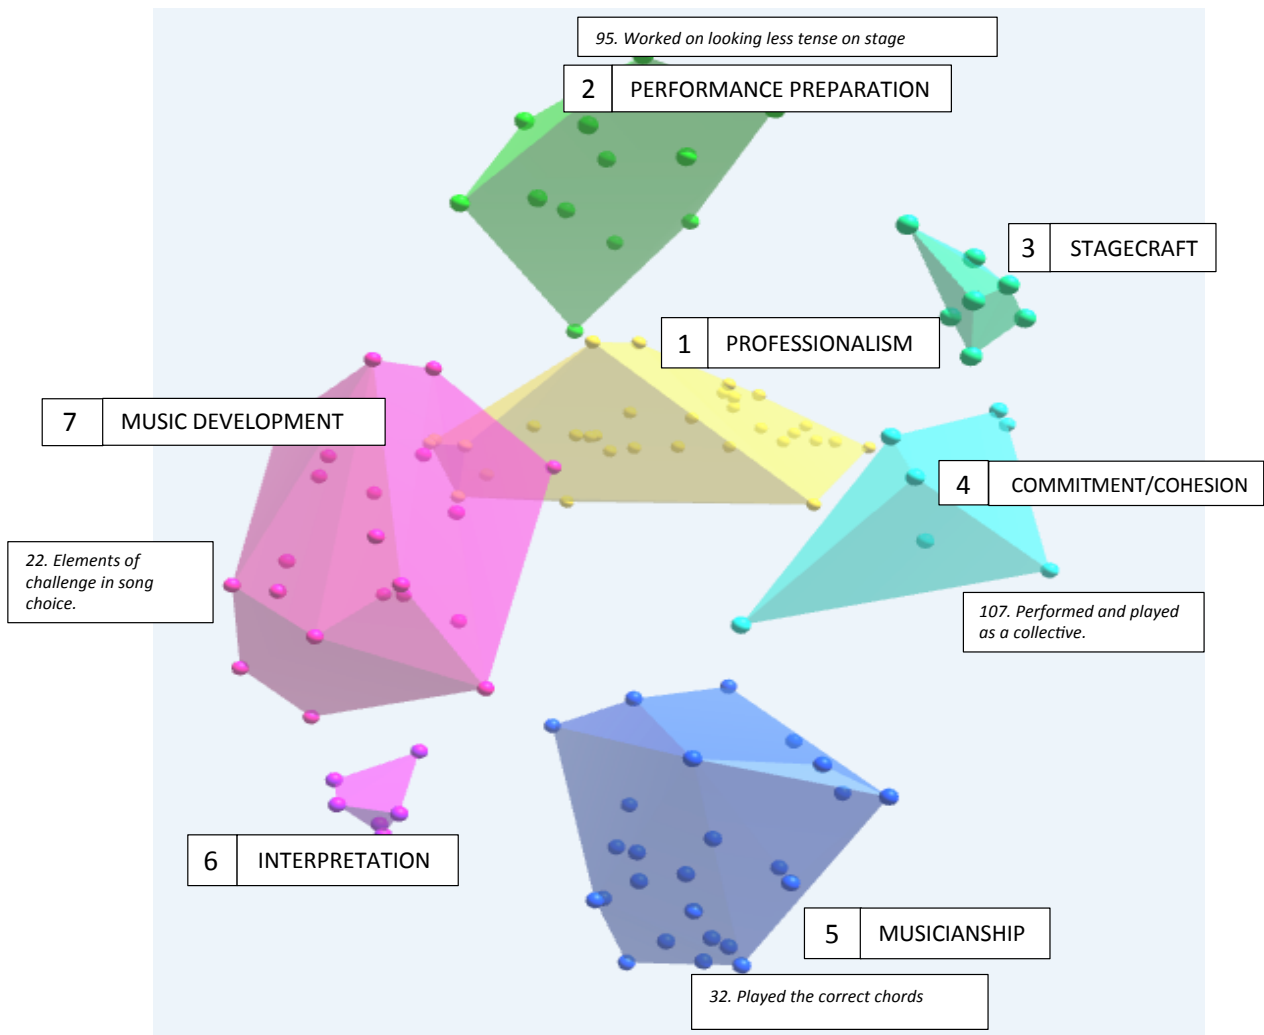 95. Worked on looking less tense on stage
2 PERFORMANCE PREPARATION
3 STAGECRAFT
1 PROFESSIONALISM
7 MUSIC DEVELOPMENT
4 COMMITMENT/COHESION
22. Elements of
challenge in song
choice.
107. Performed and played
as a collective.
6 INTERPRETATION
5 MUSICIANSHIP
32. Played the correct chords